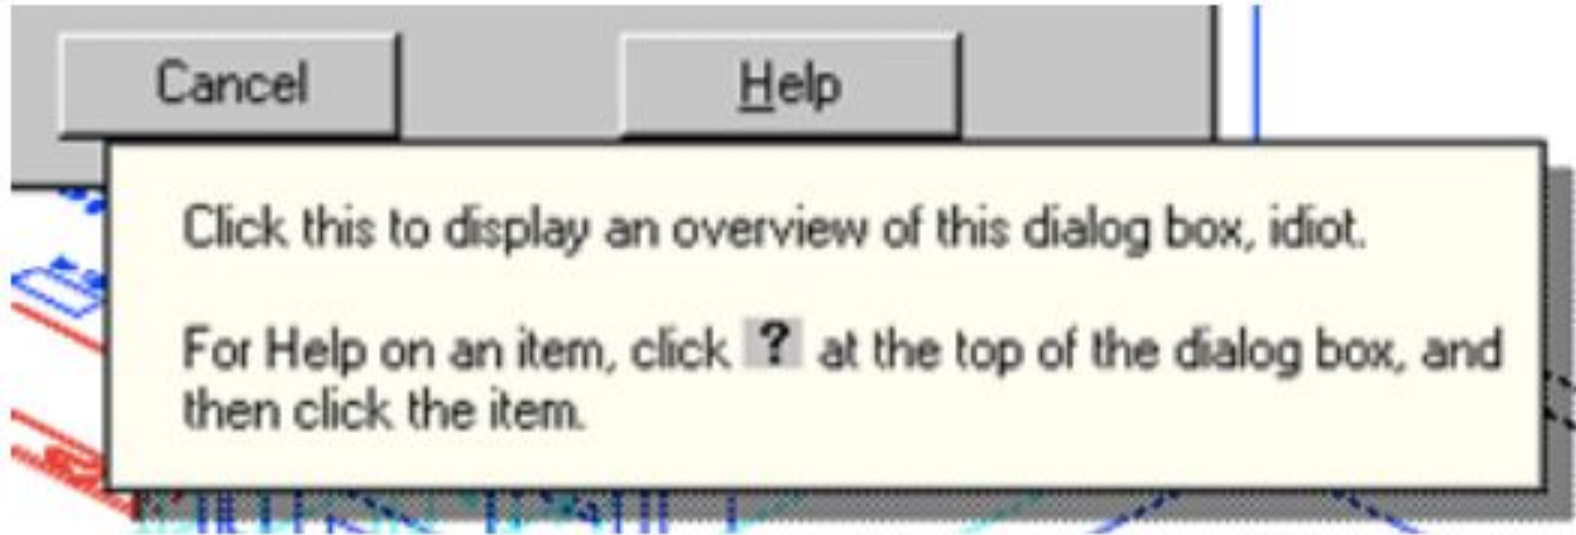 Cancel Help
Click this to display an overview of this dialog box, idiot.
For Help on an item, click ? at the top of the dialog box, and
then click the item.